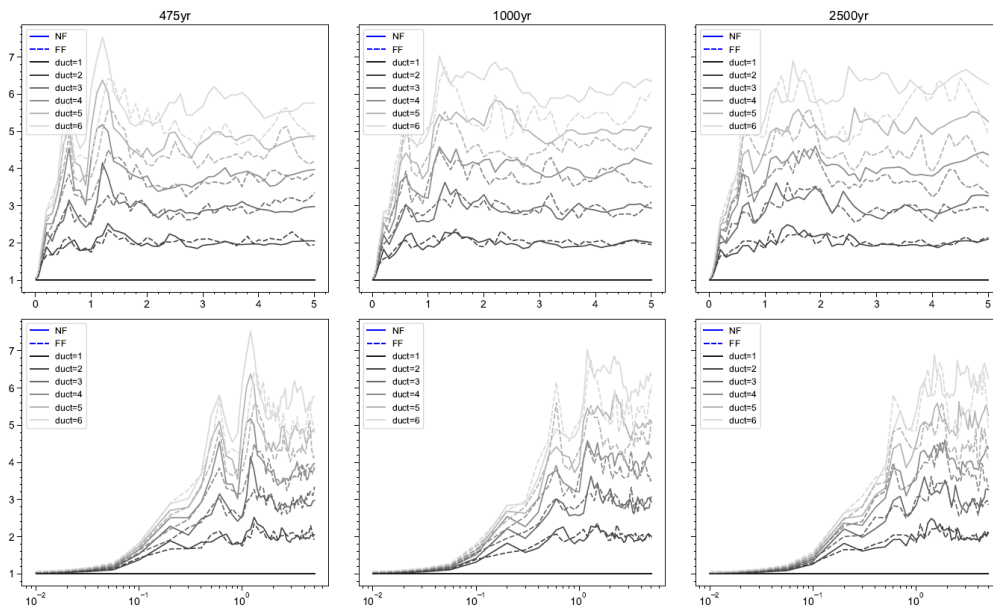 475yr
1000yr
2500yr
NF
FF
duct=1
duct=2
duct=3
duct=4
duct=5
duct=6
7
6
5
4
3
2
1
0 1 2 3 4 5
NF
FF
duct=1
duct=2
duct=3
duct=4
duct=5
duct=6
0 1 2 3 4 5
NF
FF
duct=1
duct=2
duct=3
duct=4
duct=5
duct=6
0 1 2 3 4 5
NF
FF
duct=1
duct=2
duct=3
duct=4
duct=5
duct=6
7
6
5
4
3
2
1
10⁻² 10⁻¹ 10⁰
NF
FF
duct=1
duct=2
duct=3
duct=4
duct=5
duct=6
10⁻² 10⁻¹ 10⁰
NF
FF
duct=1
duct=2
duct=3
duct=4
duct=5
duct=6
10⁻² 10⁻¹ 10⁰